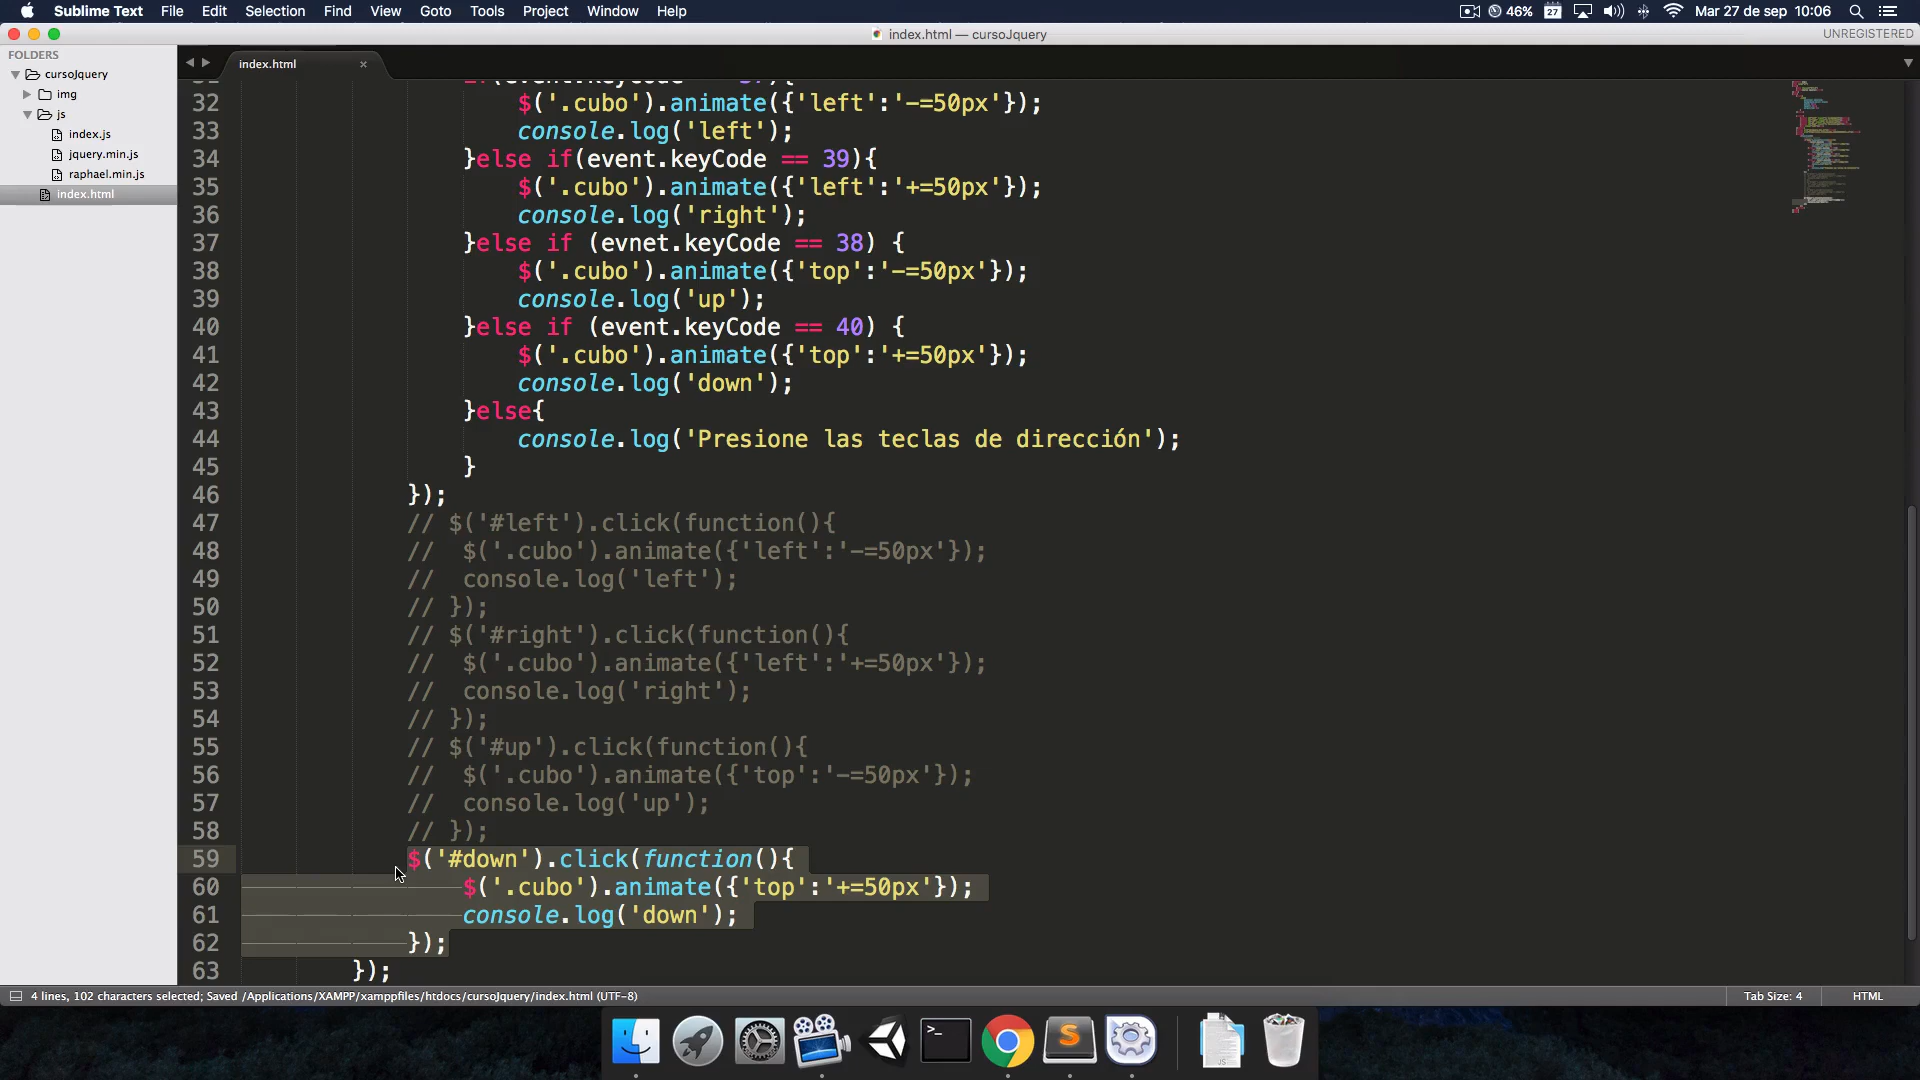 Sublime Text File Edit Selection Find View Goto Tools Project Window Help 46% 27 Mar 27 de sep 10:06
index.html — cursoJquery UNREGISTERED
FOLDERS
cursoJquery
img
js
index.js
jquery.min.js
raphael.min.js
index.html
index.html ×
32 $('.cubo').animate({'left':'-=50px'});
33 console.log('left');
34 }else if(event.keyCode == 39){
35 $('.cubo').animate({'left':'+=50px'});
36 console.log('right');
37 }else if (evnet.keyCode == 38) {
38 $('.cubo').animate({'top':'-=50px'});
39 console.log('up');
40 }else if (event.keyCode == 40) {
41 $('.cubo').animate({'top':'+=50px'});
42 console.log('down');
43 }else{
44 console.log('Presione las teclas de dirección');
45 }
46 });
47 // $('#left').click(function(){
48 // $('.cubo').animate({'left':'-=50px'});
49 // console.log('left');
50 // });
51 // $('#right').click(function(){
52 // $('.cubo').animate({'left':'+=50px'});
53 // console.log('right');
54 // });
55 // $('#up').click(function(){
56 // $('.cubo').animate({'top':'-=50px'});
57 // console.log('up');
58 // });
59 $('#down').click(function(){
60 $('.cubo').animate({'top':'+=50px'});
61 console.log('down');
62 });
63 });
4 lines, 102 characters selected; Saved /Applications/XAMPP/xamppfiles/htdocs/cursoJquery/index.html (UTF-8) Tab Size: 4 HTML